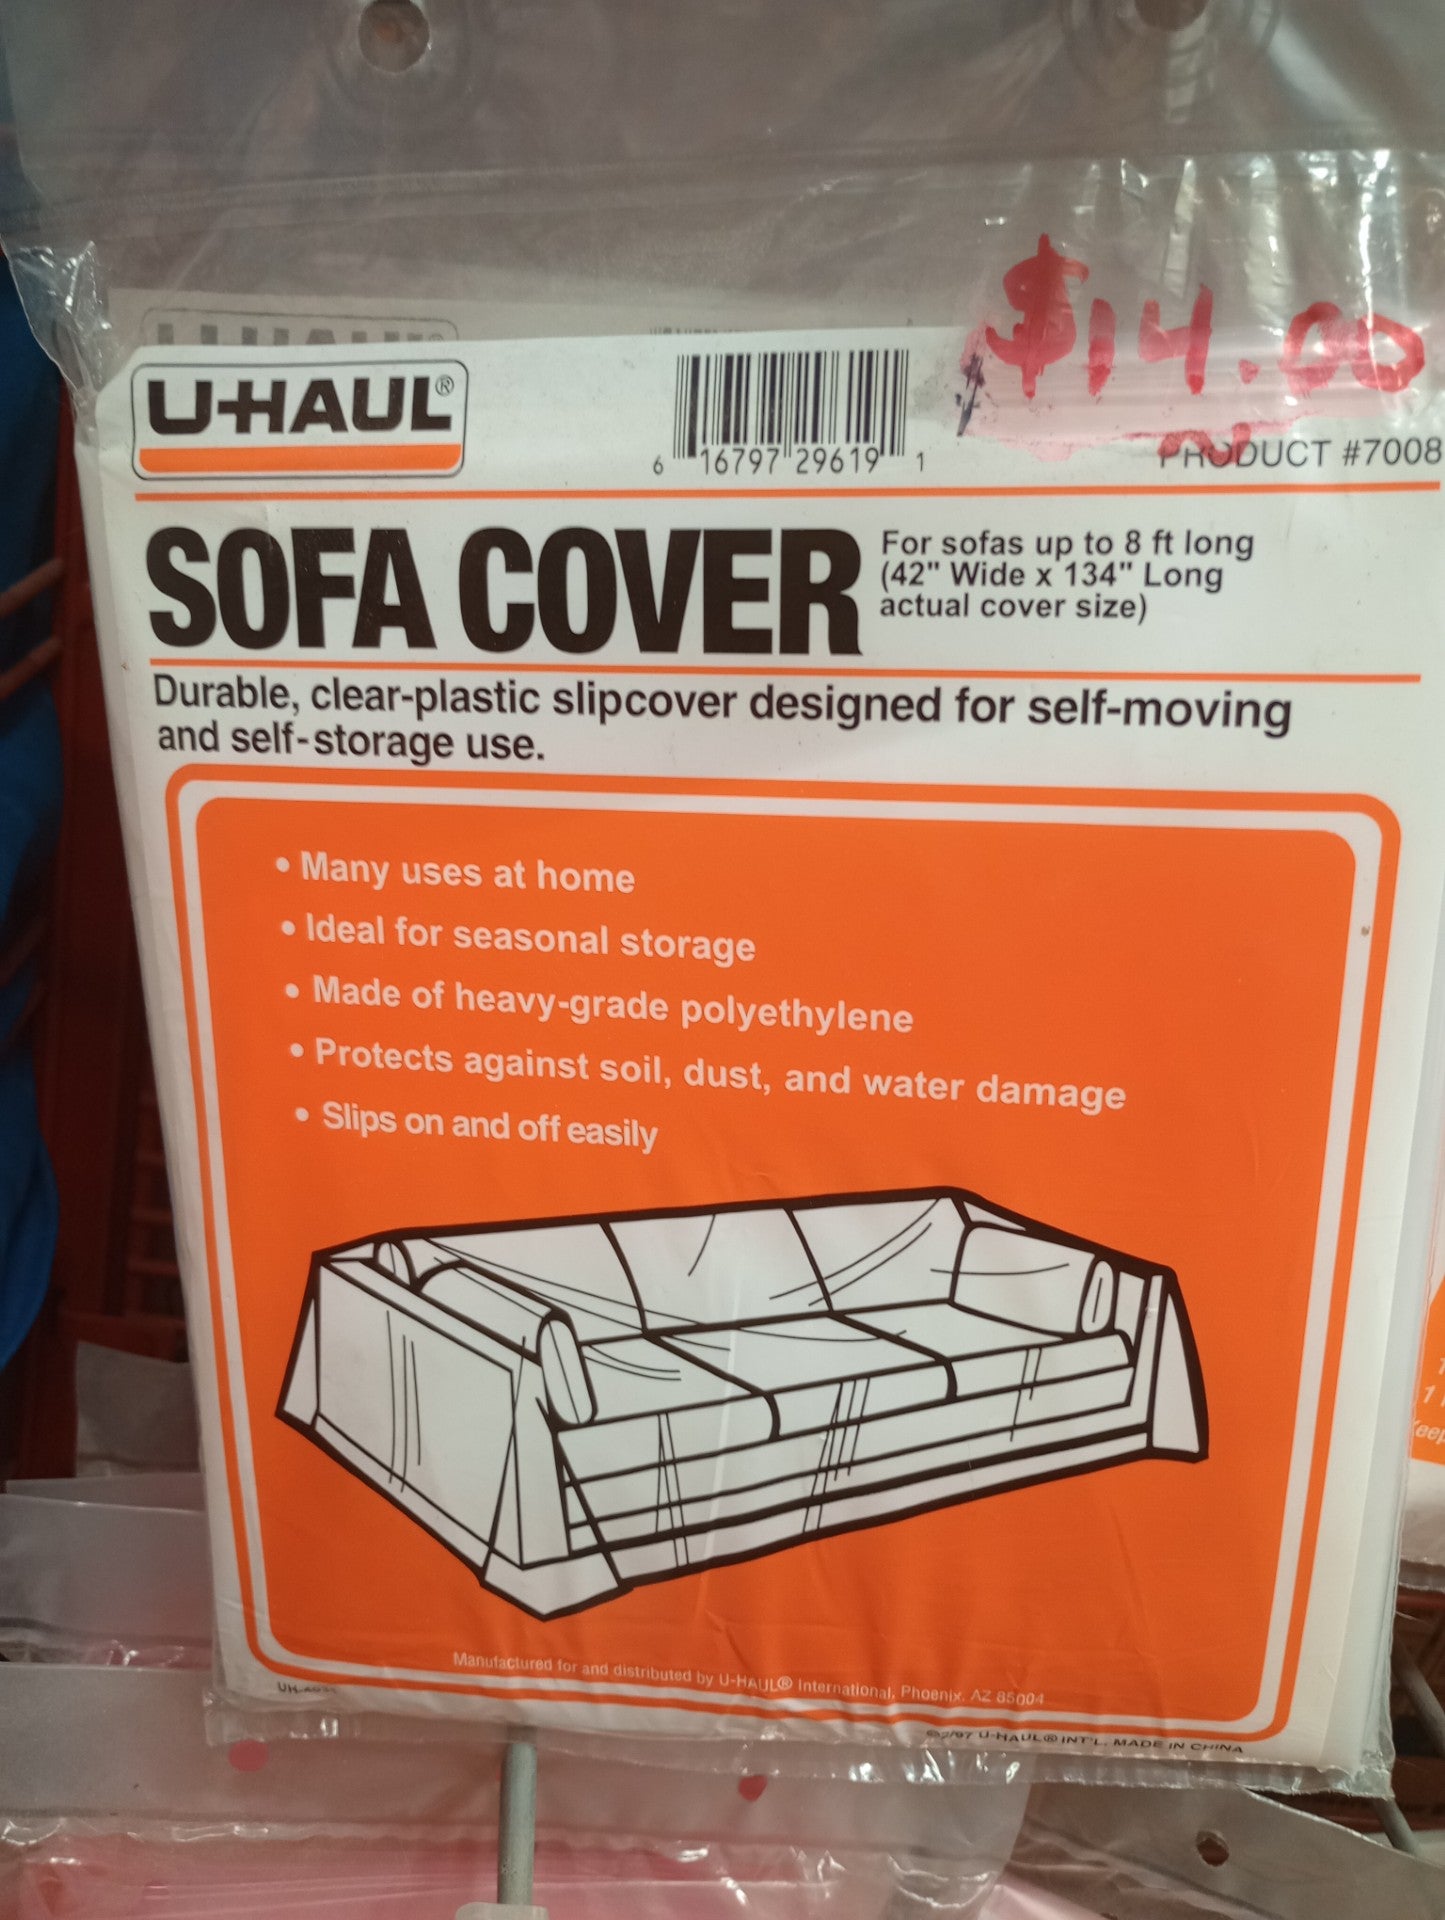 $14.00
U-HAUL®
6 16797 29619 1
PRODUCT #7008
SOFA COVER
For sofas up to 8 ft long
(42" Wide x 134" Long
actual cover size)
Durable, clear-plastic slipcover designed for self-moving
and self-storage use.
• Many uses at home
• Ideal for seasonal storage
• Made of heavy-grade polyethylene
• Protects against soil, dust, and water damage
• Slips on and off easily
Manufactured for and distributed by U-HAUL® International, Phoenix, AZ 85004
©2/97 U-HAUL® INT'L. MADE IN CHINA